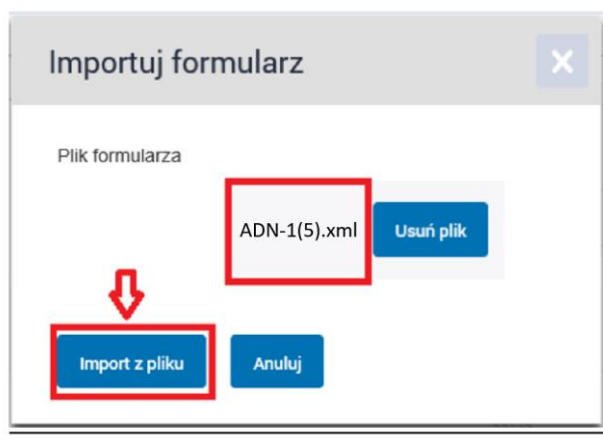 Importuj formularz
Plik formularza
ADN-1(5).xml
Usuń plik
Import z pliku
Anuluj